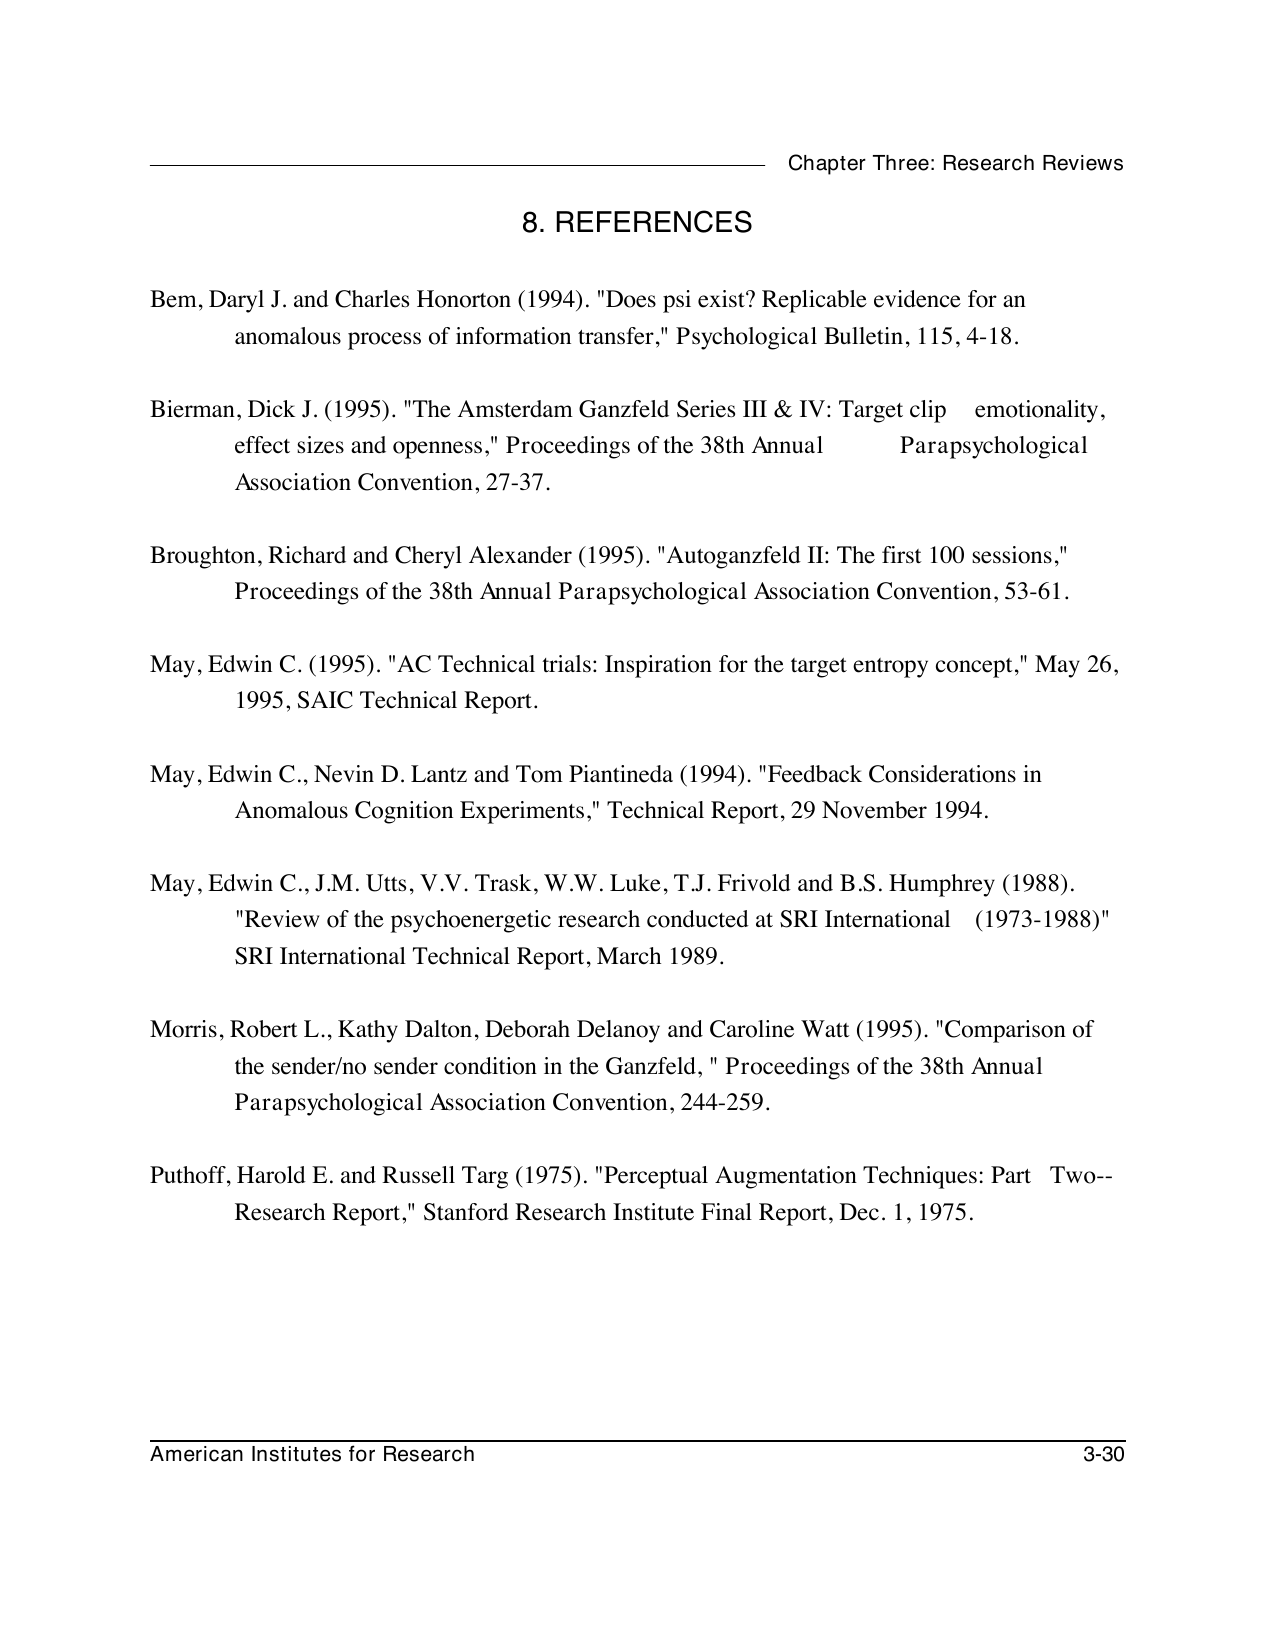 Chapter Three: Research Reviews
8. REFERENCES
Bem, Daryl J. and Charles Honorton (1994). "Does psi exist? Replicable evidence for an
anomalous process of information transfer," Psychological Bulletin, 115, 4-18.
Bierman, Dick J. (1995). "The Amsterdam Ganzfeld Series III & IV: Target clip emotionality,
effect sizes and openness," Proceedings of the 38th Annual Parapsychological
Association Convention, 27-37.
Broughton, Richard and Cheryl Alexander (1995). "Autoganzfeld II: The first 100 sessions,"
Proceedings of the 38th Annual Parapsychological Association Convention, 53-61.
May, Edwin C. (1995). "AC Technical trials: Inspiration for the target entropy concept," May 26,
1995, SAIC Technical Report.
May, Edwin C., Nevin D. Lantz and Tom Piantineda (1994). "Feedback Considerations in
Anomalous Cognition Experiments," Technical Report, 29 November 1994.
May, Edwin C., J.M. Utts, V.V. Trask, W.W. Luke, T.J. Frivold and B.S. Humphrey (1988).
"Review of the psychoenergetic research conducted at SRI International (1973-1988)"
SRI International Technical Report, March 1989.
Morris, Robert L., Kathy Dalton, Deborah Delanoy and Caroline Watt (1995). "Comparison of
the sender/no sender condition in the Ganzfeld, " Proceedings of the 38th Annual
Parapsychological Association Convention, 244-259.
Puthoff, Harold E. and Russell Targ (1975). "Perceptual Augmentation Techniques: Part Two--
Research Report," Stanford Research Institute Final Report, Dec. 1, 1975.
American Institutes for Research 3-30